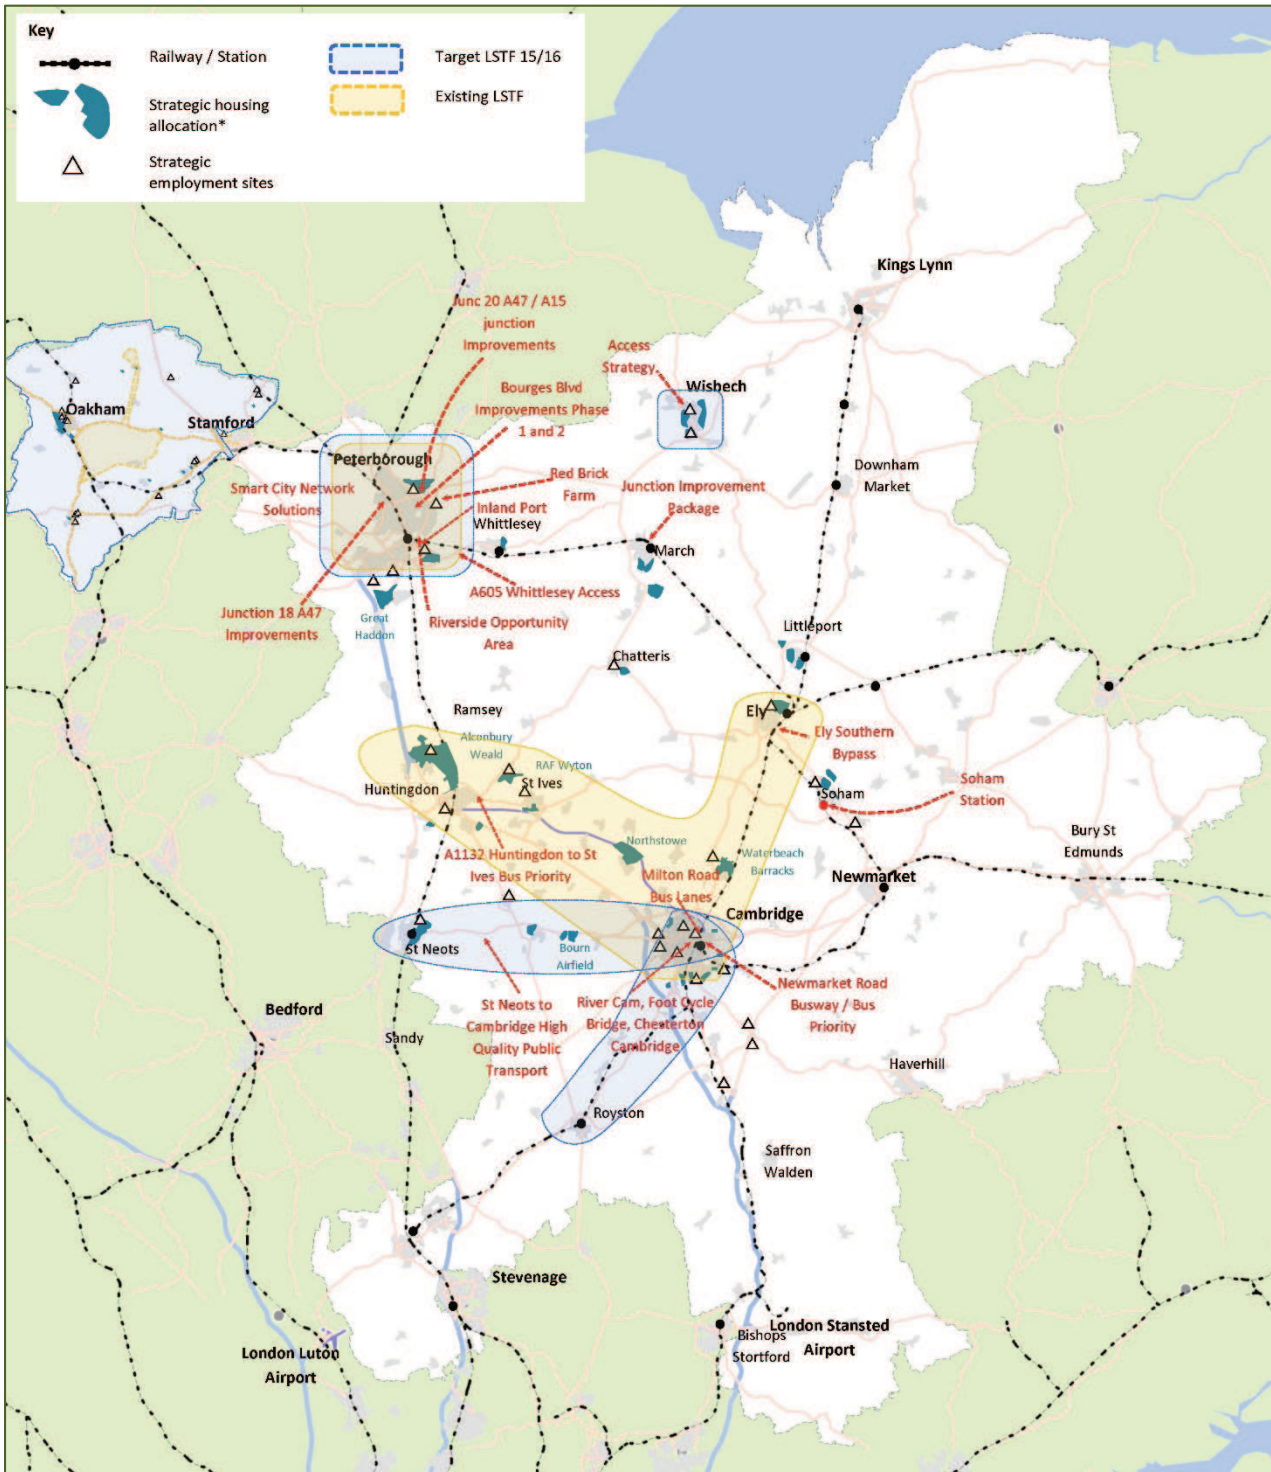 Key
Railway / Station
Target LSTF 15/16
Strategic housing
allocation*
Existing LSTF
Strategic
employment sites
Kings Lynn
Junc 20 A47 / A15
junction
Improvements
Access
Strategy
Wisbech
Oakham
Stamford
Bourges Blvd
Improvements Phase
1 and 2
Peterborough
Smart City Network
Solutions
Red Brick
Farm
Junction Improvement
Package
Downham
Market
Inland Port
Whittlesey
March
A605 Whittlesey Access
Junction 18 A47
Improvements
Great
Haddon
Riverside Opportunity
Area
Littleport
Chatteris
Ramsey
Ely
Ely Southern
Bypass
Alconbury
Weald
RAF Wyton
St Ives
Huntingdon
Soham
Soham
Station
Bury St
Edmunds
Northstowe
A1132 Huntingdon to St
Ives Bus Priority
Waterbeach
Barracks
Milton Road
Bus Lanes
Newmarket
Cambridge
St Neots
Bourn
Airfield
Newmarket Road
Busway / Bus
Priority
St Neots to
Cambridge High
Quality Public
Transport
River Cam, Foot Cycle
Bridge, Chesterton
Cambridge
Bedford
Sandy
Haverhill
Royston
Saffron
Walden
Stevenage
London Luton
Airport
Bishops
Stortford
London Stansted
Airport